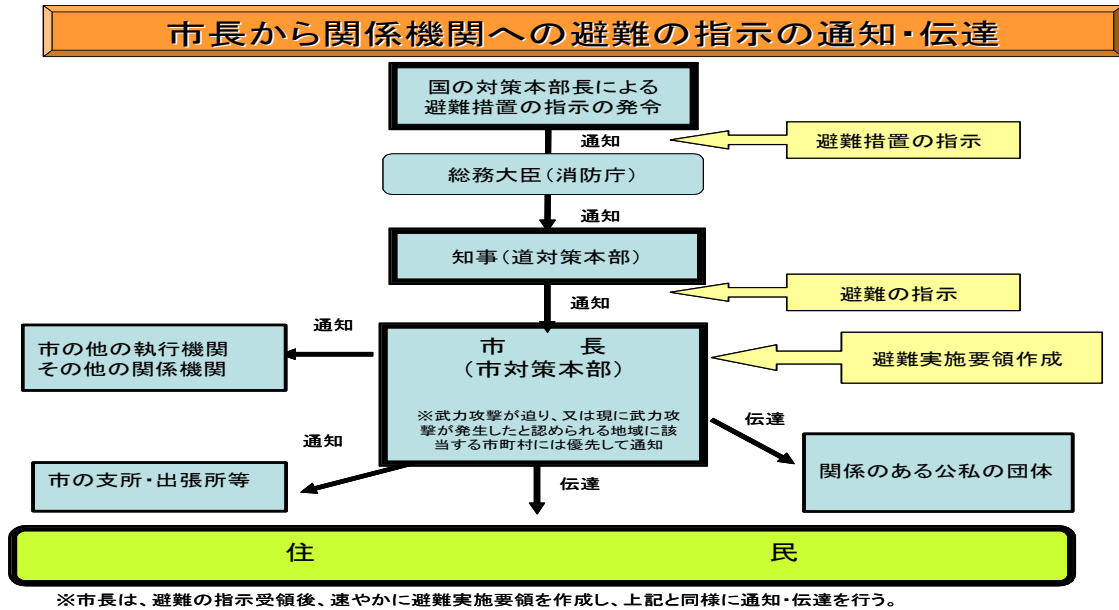 市長から関係機関への避難の指示の通知・伝達
国の対策本部長による
避難措置の指示の発令
通知
避難措置の指示
総務大臣(消防庁)
通知
知事(道対策本部)
避難の指示
通知
通知
市の他の執行機関
その他の関係機関
市　　長
(市対策本部)
※武力攻撃が迫り、又は現に武力攻
撃が発生したと認められる地域に該
当する市町村には優先して通知
避難実施要領作成
伝達
通知
市の支所・出張所等
伝達
関係のある公私の団体
住　　民
※市長は、避難の指示受領後、速やかに避難実施要領を作成し、上記と同様に通知・伝達を行う。